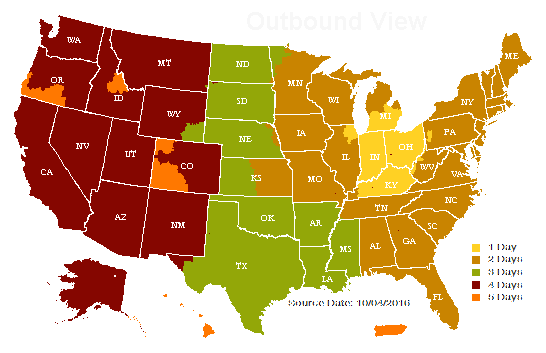 Outbound View
WA
OR
MT
ID
WY
NV
UT
CO
CA
AZ
NM
ND
SD
NE
KS
OK
TX
AR
LA
MS
MN
WI
IA
IL
MO
MI
IN
OH
KY
TN
AL
GA
FL
SC
NC
VA
WV
PA
NY
ME
1 Day
2 Days
3 Days
4 Days
5 Days
Source Date: 10/04/2016